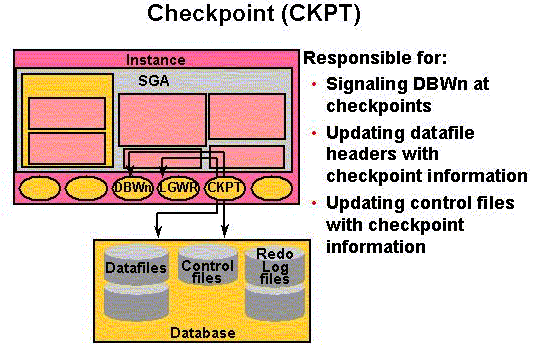 Checkpoint (CKPT)
Instance
SGA
DBWn LGWR CKPT
Datafiles
Control
files
Redo
Log
files
Database
Responsible for:
• Signaling DBWn at
checkpoints
• Updating datafile
headers with
checkpoint information
• Updating control files
with checkpoint
information